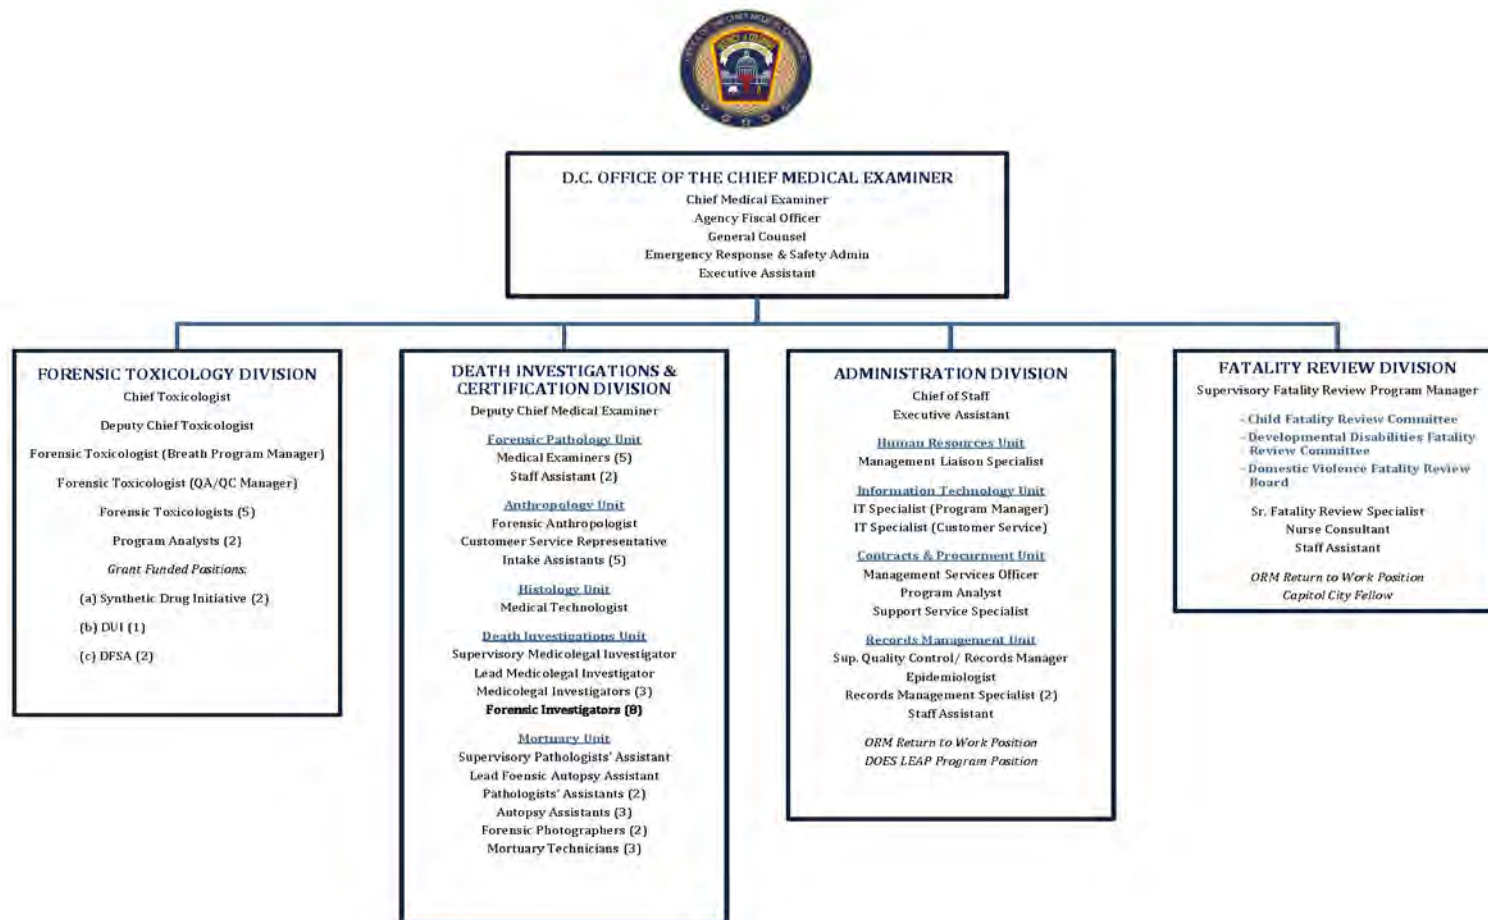 D.C. OFFICE OF THE CHIEF MEDICAL EXAMINER
Chief Medical Examiner
Agency Fiscal Officer
General Counsel
Emergency Response & Safety Admin
Executive Assistant
FORENSIC TOXICOLOGY DIVISION
Chief Toxicologist
Deputy Chief Toxicologist
Forensic Toxicologist (Breath Program Manager)
Forensic Toxicologist (QA/QC Manager)
Forensic Toxicologists (5)
Program Analysts (2)
Grant Funded Positions:
(a) Synthetic Drug Initiative (2)
(b) DUI (1)
(c) DFSA (2)
DEATH INVESTIGATIONS &
CERTIFICATION DIVISION
Deputy Chief Medical Examiner
Forensic Pathology Unit
Medical Examiners (5)
Staff Assistant (2)
Anthropology Unit
Forensic Anthropologist
Customeer Service Representative
Intake Assistants (5)
Histology Unit
Medical Technologist
Death Investigations Unit
Supervisory Medicolegal Investigator
Lead Medicolegal Investigator
Medicolegal Investigators (3)
Forensic Investigators (8)
Mortuary Unit
Supervisory Pathologists' Assistant
Lead Foensic Autopsy Assistant
Pathologists' Assistants (2)
Autopsy Assistants (3)
Forensic Photographers (2)
Mortuary Technicians (3)
ADMINISTRATION DIVISION
Chief of Staff
Executive Assistant
Human Resources Unit
Management Liaison Specialist
Information Technology Unit
IT Specialist (Program Manager)
IT Specialist (Customer Service)
Contracts & Procurment Unit
Management Services Officer
Program Analyst
Support Service Specialist
Records Management Unit
Sup. Quality Control/ Records Manager
Epidemiologist
Records Management Specialist (2)
Staff Assistant
ORM Return to Work Position
DOES LEAP Program Position
FATALITY REVIEW DIVISION
Supervisory Fatality Review Program Manager
- Child Fatality Review Committee
- Developmental Disabilities Fatality
Review Committee
- Domestic Violence Fatality Review
Board
Sr. Fatality Review Specialist
Nurse Consultant
Staff Assistant
ORM Return to Work Position
Capitol City Fellow